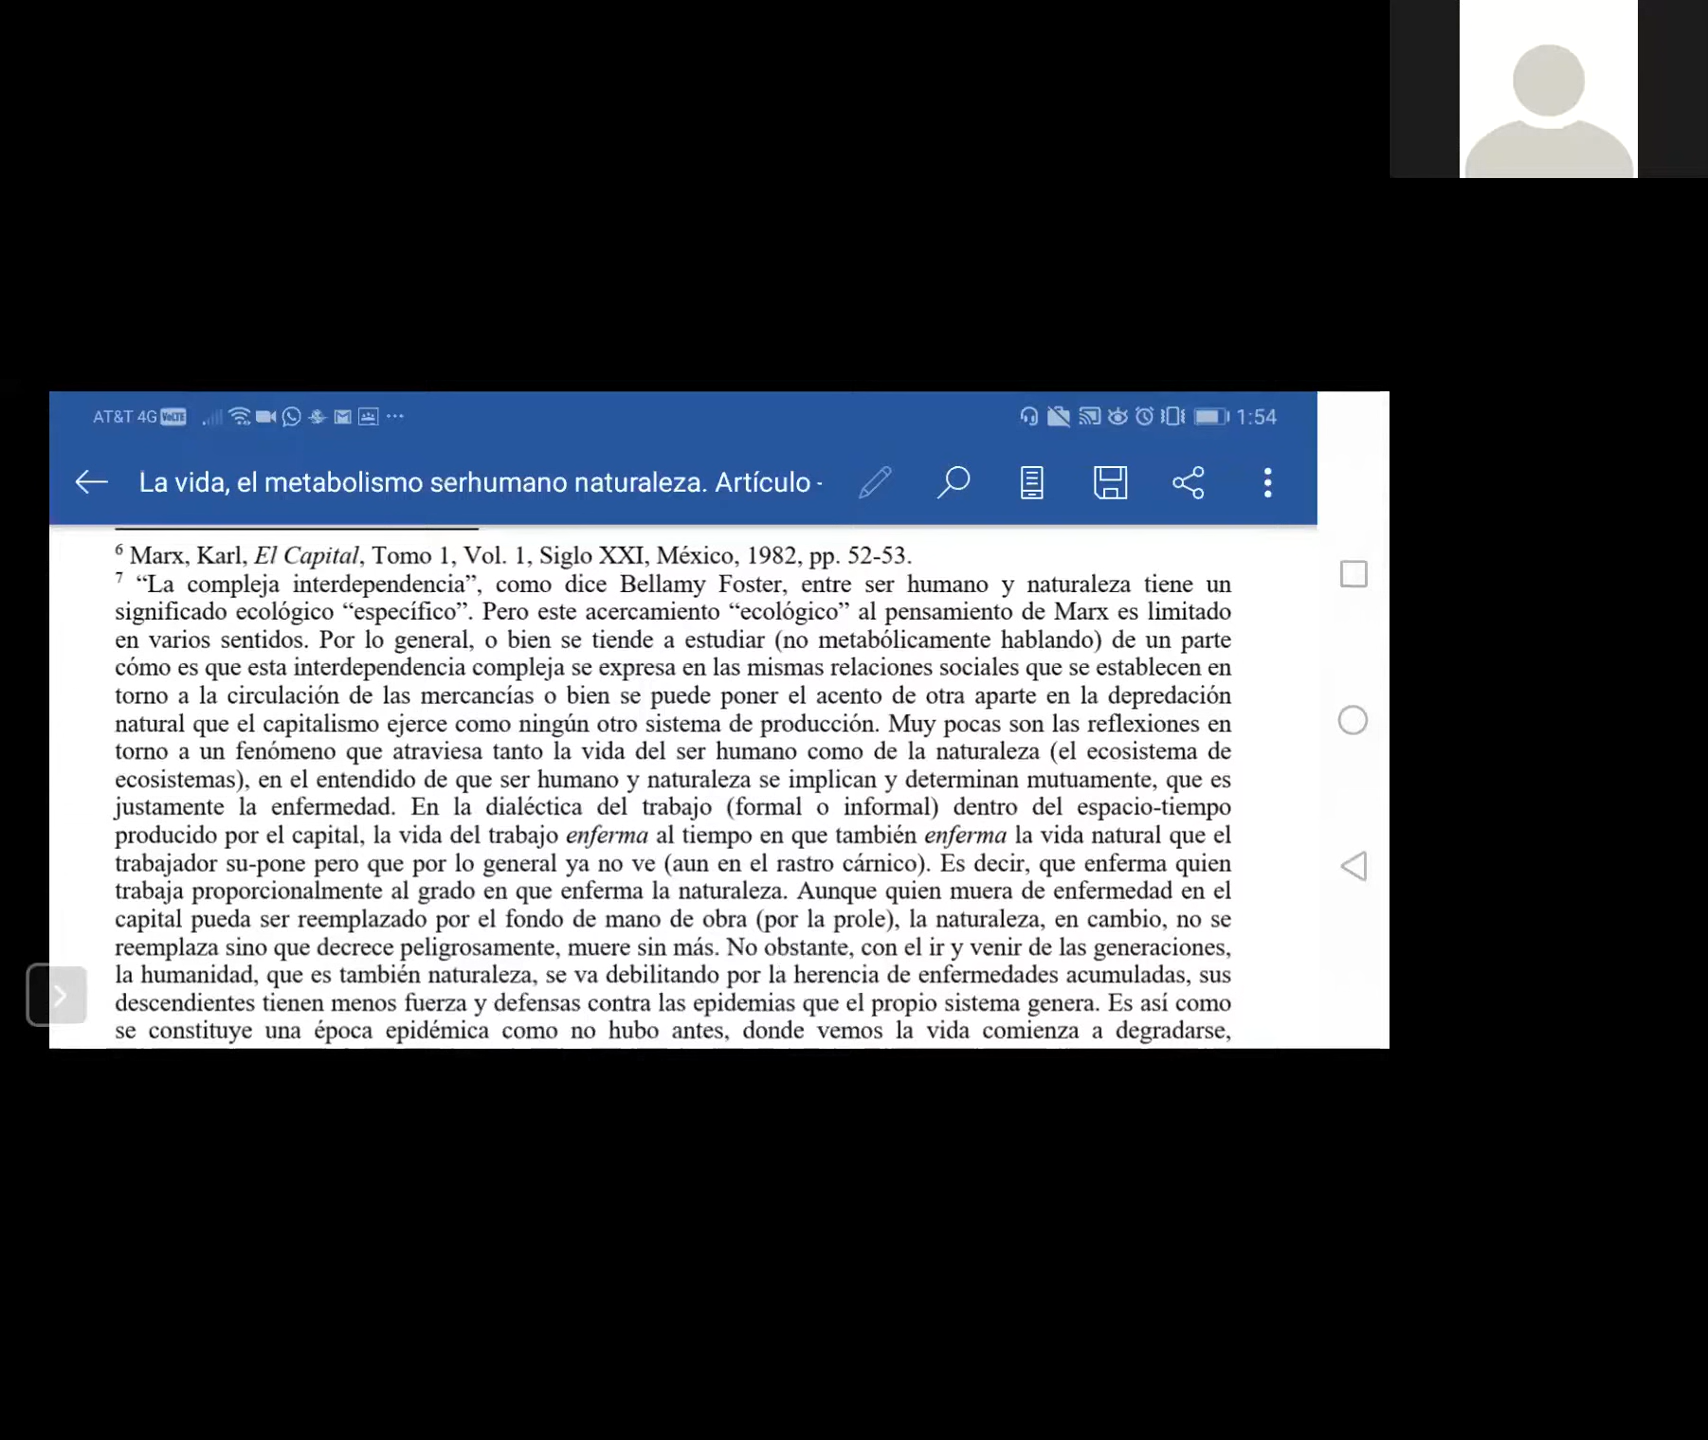 AT&T 4G VoLTE
1:54
La vida, el metabolismo serhumano naturaleza. Artículo -
6 Marx, Karl, El Capital, Tomo 1, Vol. 1, Siglo XXI, México, 1982, pp. 52-53.
7 “La compleja interdependencia”, como dice Bellamy Foster, entre ser humano y naturaleza tiene un
significado ecológico “específico”. Pero este acercamiento “ecológico” al pensamiento de Marx es limitado
en varios sentidos. Por lo general, o bien se tiende a estudiar (no metabólicamente hablando) de un parte
cómo es que esta interdependencia compleja se expresa en las mismas relaciones sociales que se establecen en
torno a la circulación de las mercancías o bien se puede poner el acento de otra aparte en la depredación
natural que el capitalismo ejerce como ningún otro sistema de producción. Muy pocas son las reflexiones en
torno a un fenómeno que atraviesa tanto la vida del ser humano como de la naturaleza (el ecosistema de
ecosistemas), en el entendido de que ser humano y naturaleza se implican y determinan mutuamente, que es
justamente la enfermedad. En la dialéctica del trabajo (formal o informal) dentro del espacio-tiempo
producido por el capital, la vida del trabajo enferma al tiempo en que también enferma la vida natural que el
trabajador su-pone pero que por lo general ya no ve (aun en el rastro cárnico). Es decir, que enferma quien
trabaja proporcionalmente al grado en que enferma la naturaleza. Aunque quien muera de enfermedad en el
capital pueda ser reemplazado por el fondo de mano de obra (por la prole), la naturaleza, en cambio, no se
reemplaza sino que decrece peligrosamente, muere sin más. No obstante, con el ir y venir de las generaciones,
la humanidad, que es también naturaleza, se va debilitando por la herencia de enfermedades acumuladas, sus
descendientes tienen menos fuerza y defensas contra las epidemias que el propio sistema genera. Es así como
se constituye una época epidémica como no hubo antes, donde vemos la vida comienza a degradarse,